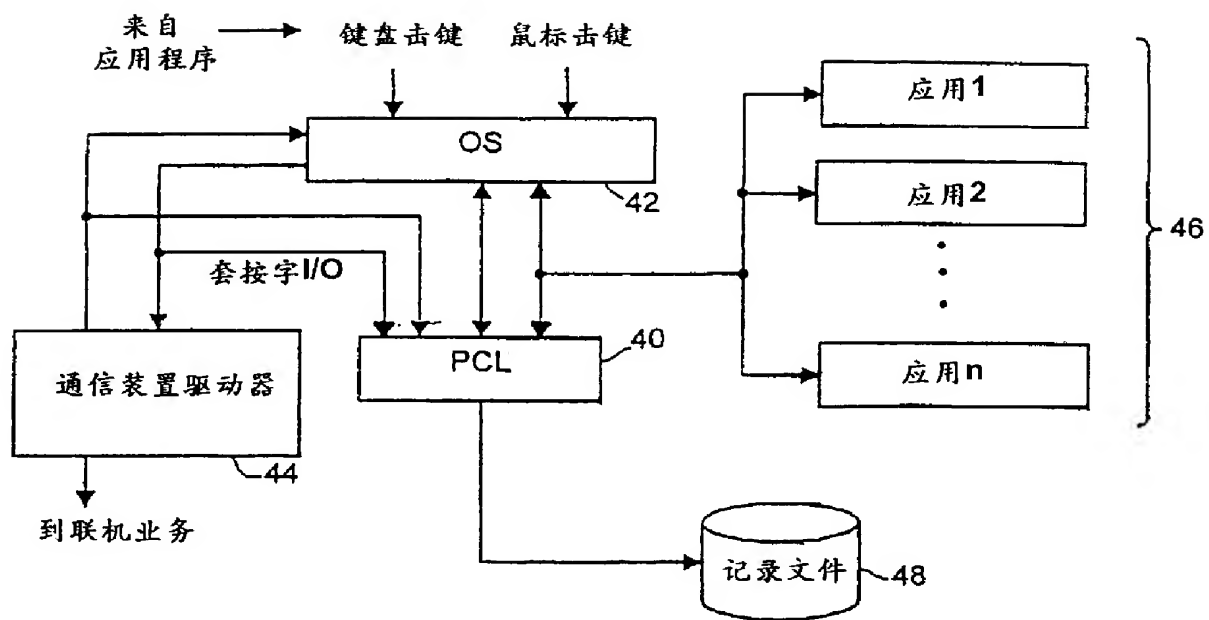 来自
应用程序
键盘击键
鼠标击键
OS
42
应用1
应用2
应用n
46
套接字I/O
通信装置驱动器
44
到联机业务
PCL
40
记录文件
48